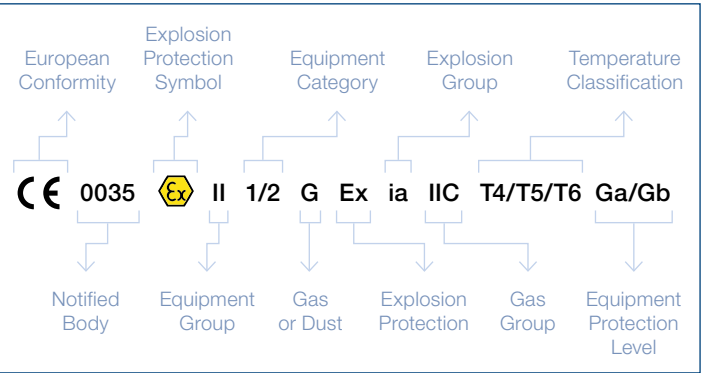 European
Conformity
Explosion
Protection
Symbol
Equipment
Category
Explosion
Group
Temperature
Classification
CE 0035 Ex II 1/2 G Ex ia IIC T4/T5/T6 Ga/Gb
Notified
Body
Equipment
Group
Gas
or Dust
Explosion
Protection
Gas
Group
Equipment
Protection
Level